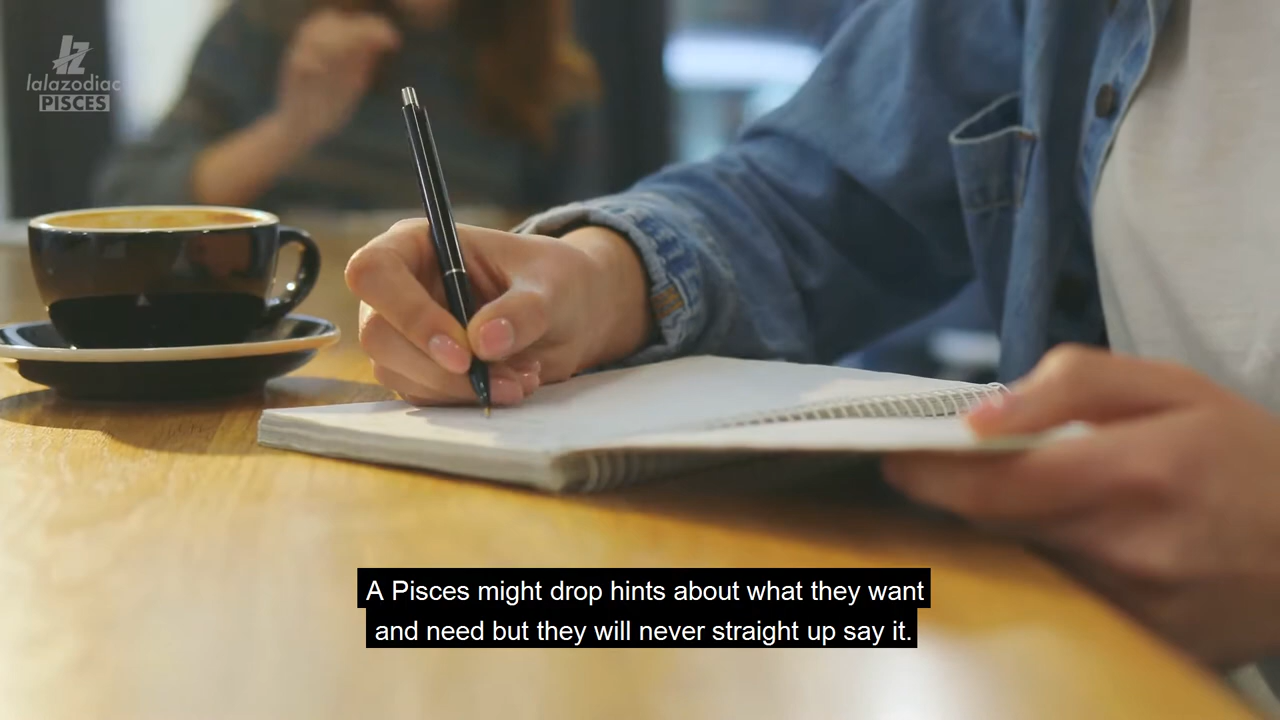 lalazodiac
PISCES
A Pisces might drop hints about what they want
and need but they will never straight up say it.